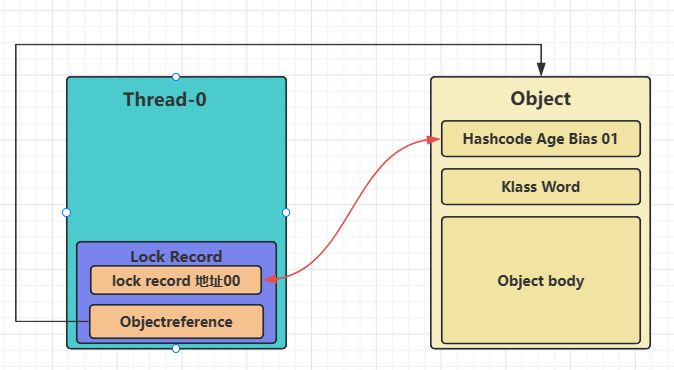 Thread-0
Lock Record
lock record 地址00
Objectreference
Object
Hashcode Age Bias 01
Klass Word
Object body